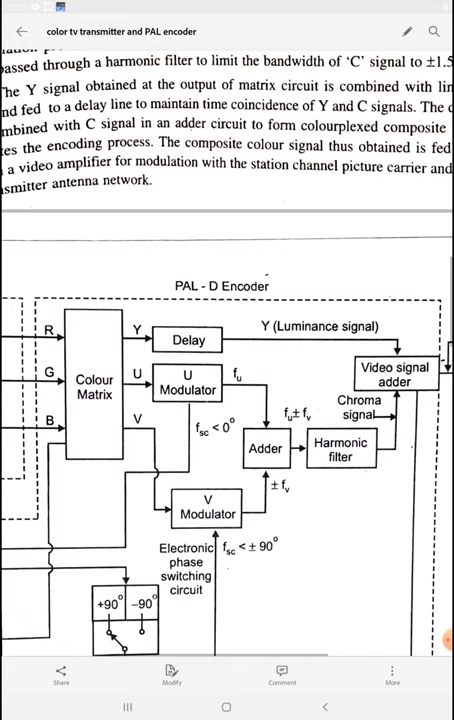 color tv transmitter and PAL encoder
passed through a harmonic filter to limit the bandwidth of 'C' signal to ±1.5
The Y signal obtained at the output of matrix circuit is combined with
nd fed to a delay line to maintain time coincidence of Y and C signals. The
mbined with C signal in an adder circuit to form colourplexed composite
tes the encoding process. The composite colour signal thus obtained is fed
a video amplifier for modulation with the station channel picture carrier and
nsmitter antenna network.
PAL - D Encoder
R
G
B
Colour
Matrix
Y
U
V
Delay
Y (Luminance signal)
U
Modulator
fu
fsc < 0°
Video signal
adder
Chroma
signal
fu ± fv
Adder
Harmonic
filter
± fv
V
Modulator
Electronic
phase
switching
circuit
fsc < ± 90°
+90° -90°
Share
Modify
Comment
More